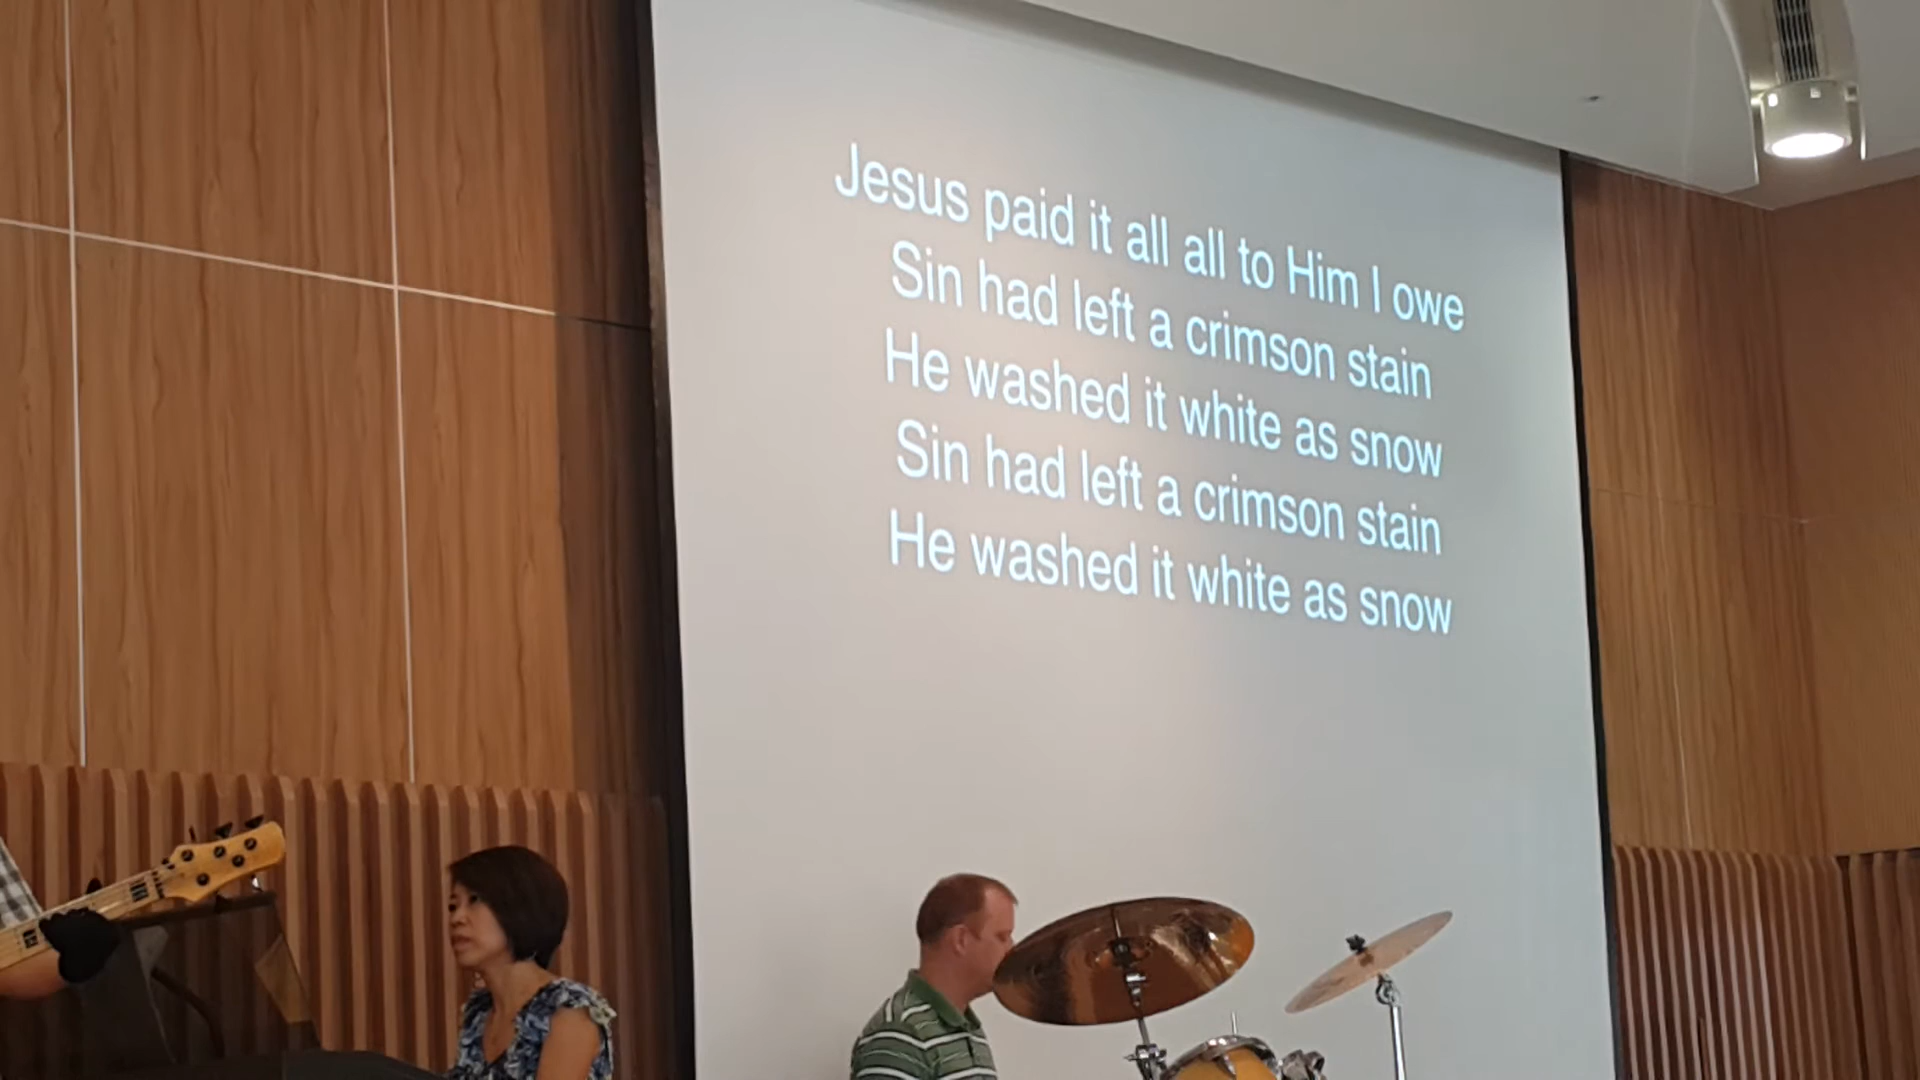 Jesus paid it all all to Him I owe
Sin had left a crimson stain
He washed it white as snow
Sin had left a crimson stain
He washed it white as snow